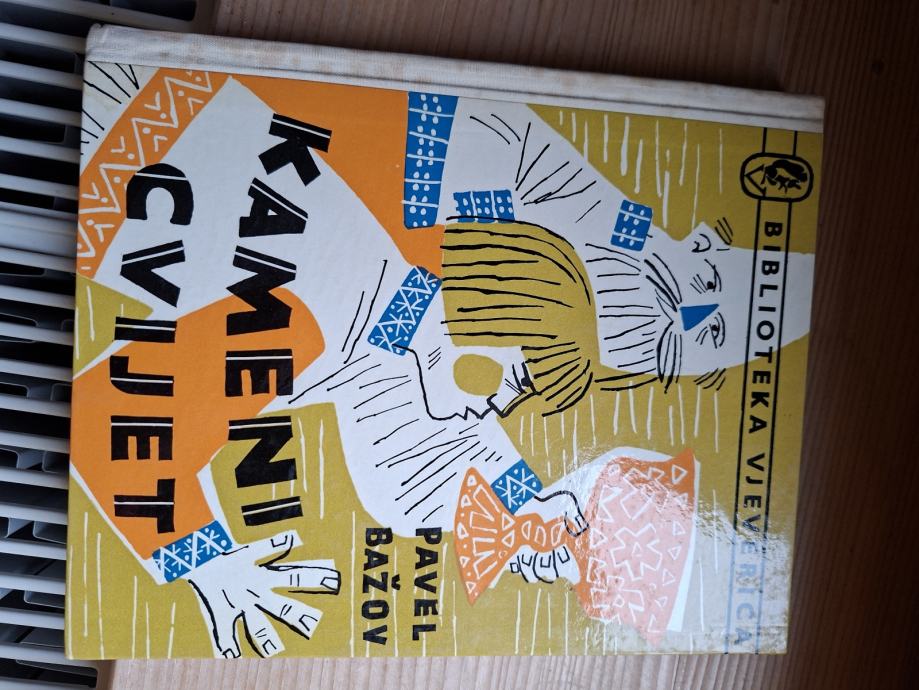 BIBLIOTEKA VJEVERICA
PAVEL
BAŽOV
KAMENI
CVIJET